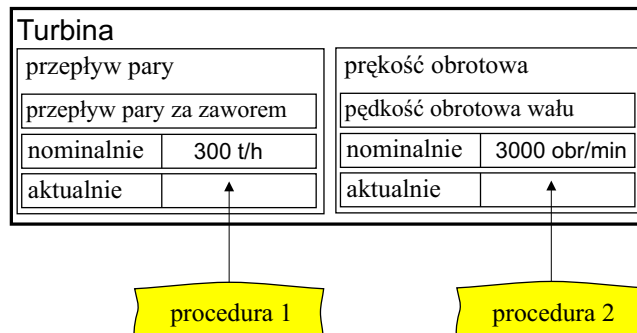 Turbina
przepływ pary
przepływ pary za zaworem
nominalnie 300 t/h
aktualnie
prękość obrotowa
pędkość obrotowa wału
nominalnie 3000 obr/min
aktualnie
procedura 1
procedura 2